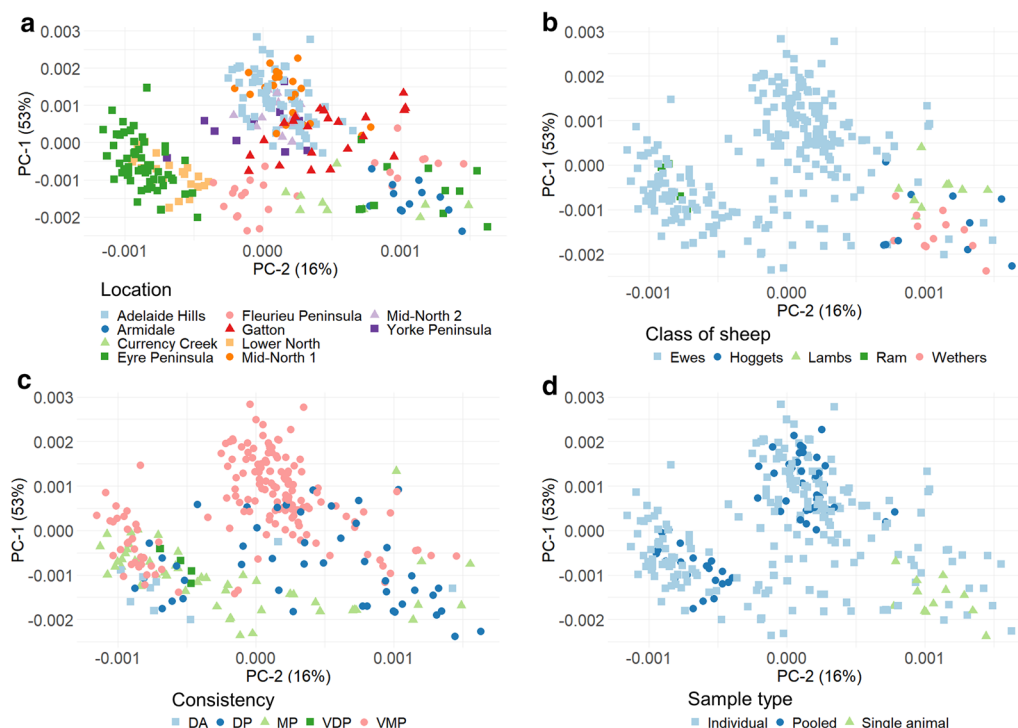 a
0.003
0.002
0.001
0.000
-0.001
-0.002
PC-1 (53%)
-0.001 0.000 0.001
PC-2 (16%)
Location
Adelaide Hills Fleurieu Peninsula Mid-North 2
Armidale Gatton Yorke Peninsula
Currency Creek Lower North
Eyre Peninsula Mid-North 1
b
0.003
0.002
0.001
0.000
-0.001
-0.002
PC-1 (53%)
-0.001 0.000 0.001
PC-2 (16%)
Class of sheep
Ewes Hoggets Lambs Ram Wethers
c
0.003
0.002
0.001
0.000
-0.001
-0.002
PC-1 (53%)
-0.001 0.000 0.001
PC-2 (16%)
Consistency
DA DP MP VDP VMP
d
0.003
0.002
0.001
0.000
-0.001
-0.002
PC-1 (53%)
-0.001 0.000 0.001
PC-2 (16%)
Sample type
Individual Pooled Single animal